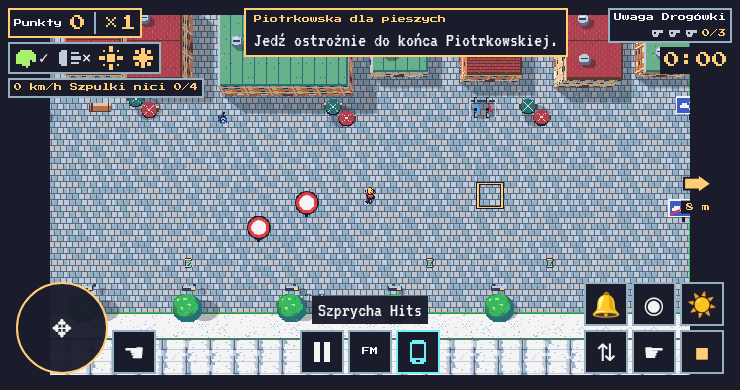 Punkty 0 x 1
Piotrkowska dla pieszych
Jedź ostrożnie do końca Piotrkowskiej.
Uwaga Drogówki
0/3
0:00
0 km/h Szpulki nici 0/4
8 m
Szprycha Hits
FM